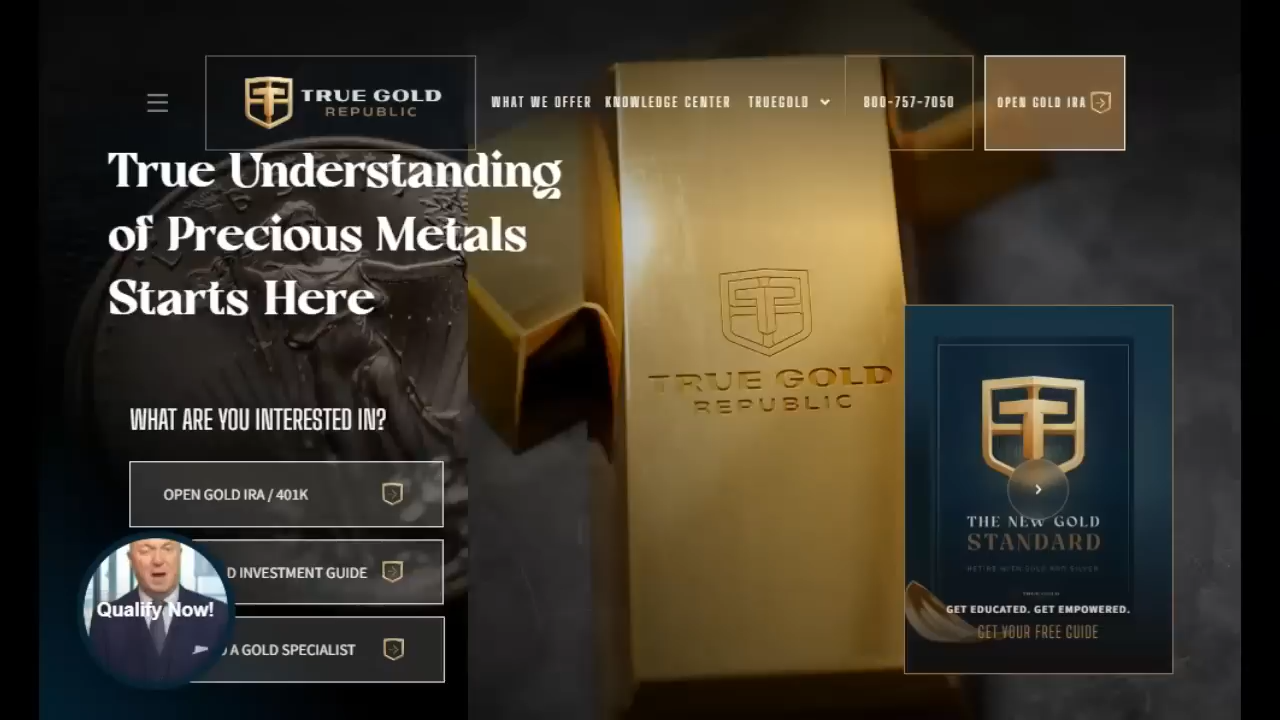 TRUE GOLD
REPUBLIC
WHAT WE OFFER
KNOWLEDGE CENTER
TRUEGOLD
800-757-7050
OPEN GOLD IRA
True Understanding
of Precious Metals
Starts Here
WHAT ARE YOU INTERESTED IN?
OPEN GOLD IRA / 401K
D INVESTMENT GUIDE
A GOLD SPECIALIST
Qualify Now!
TRUE GOLD
REPUBLIC
THE NEW GOLD
STANDARD
RETIRE WITH GOLD AND SILVER
GET EDUCATED. GET EMPOWERED.
GET YOUR FREE GUIDE